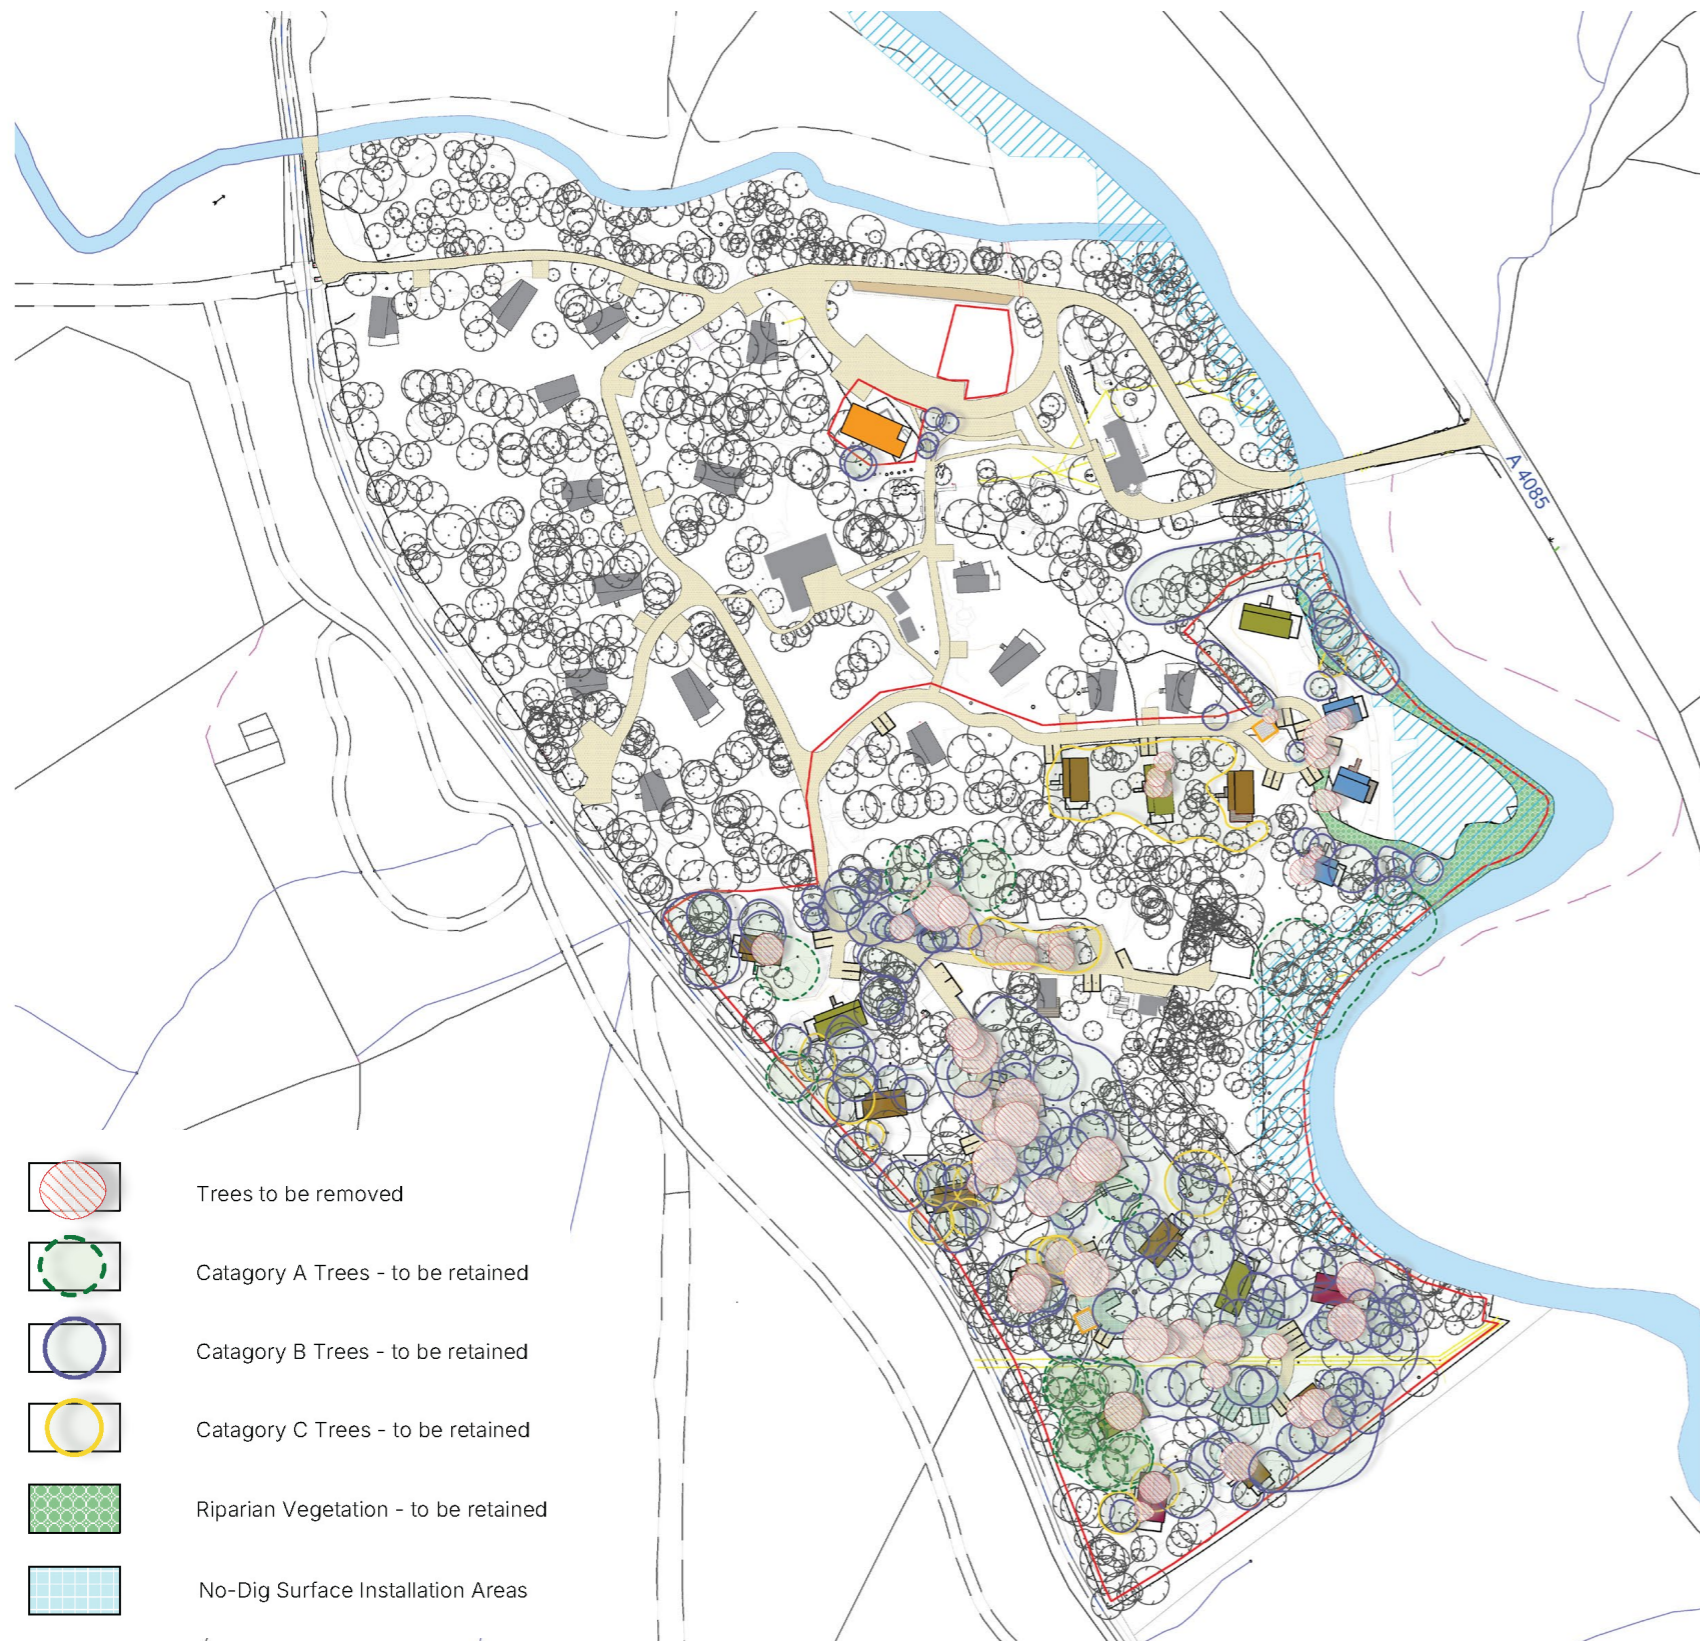 A 4085
Trees to be removed
Catagory A Trees - to be retained
Catagory B Trees - to be retained
Catagory C Trees - to be retained
Riparian Vegetation - to be retained
No-Dig Surface Installation Areas